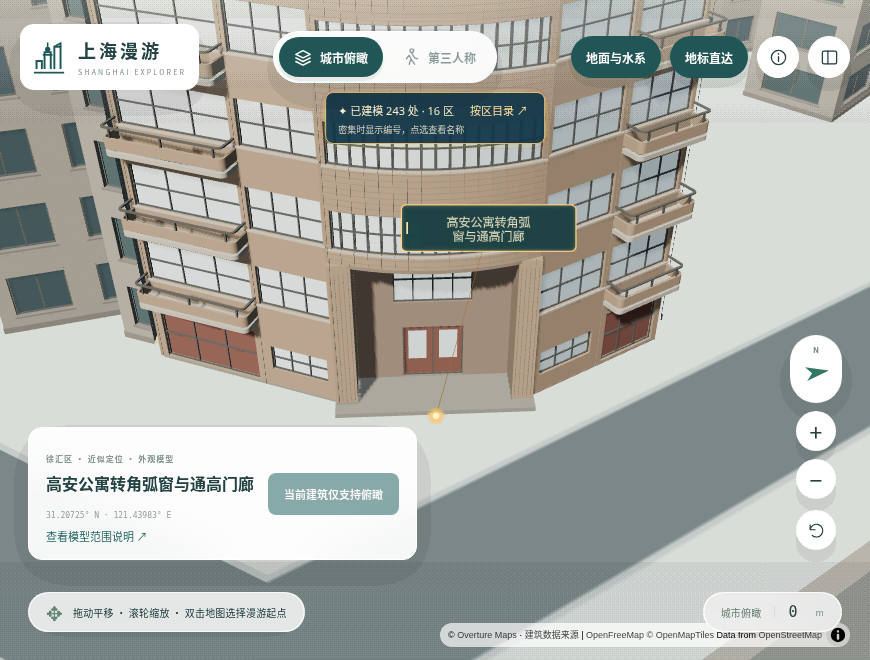 上海漫游
SHANGHAI EXPLORER
城市俯瞰
第三人称
地面与水系
地标直达
✦ 已建模 243 处 · 16 区 按区目录 ↗
密集时显示编号，点选查看名称
高安公寓转角弧
窗与通高门廊
N
徐汇区 · 近似定位 · 外观模型
高安公寓转角弧窗与通高门廊
当前建筑仅支持俯瞰
31.20725° N · 121.43983° E
查看模型范围说明 ↗
拖动平移 · 滚轮缩放 · 双击地图选择漫游起点
城市俯瞰 0 m
© Overture Maps · 建筑数据来源 | OpenFreeMap © OpenMapTiles Data from OpenStreetMap